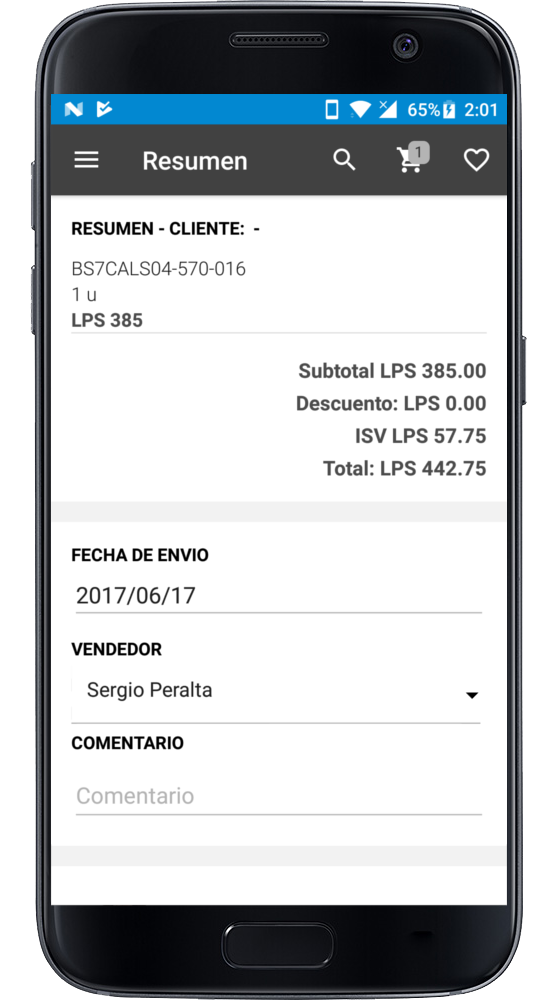 65% 2:01
Resumen 1
RESUMEN - CLIENTE: -
BS7CALS04-570-016
1 u
LPS 385
Subtotal LPS 385.00
Descuento: LPS 0.00
ISV LPS 57.75
Total: LPS 442.75
FECHA DE ENVIO
2017/06/17
VENDEDOR
Sergio Peralta
COMENTARIO
Comentario